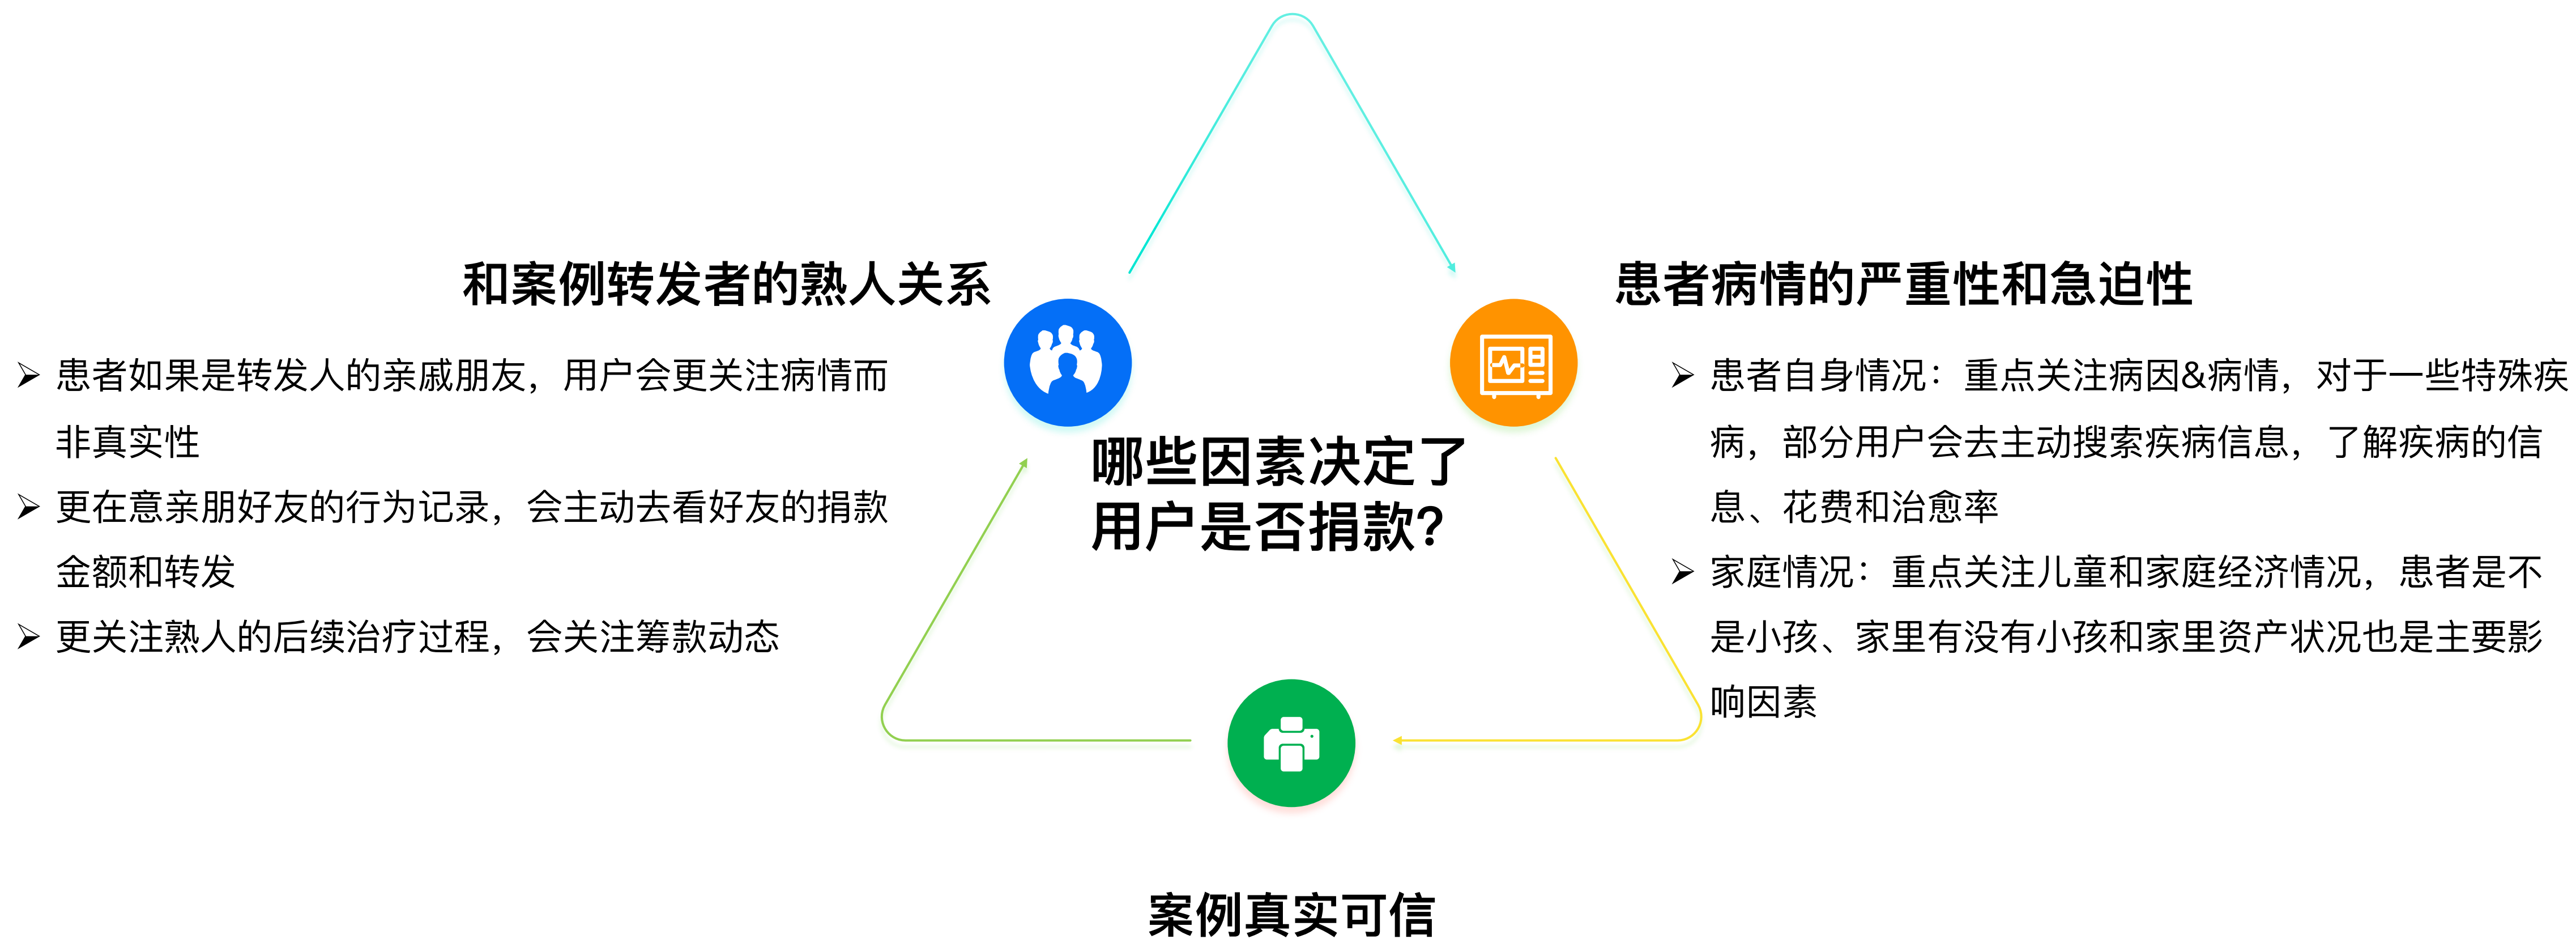 和案例转发者的熟人关系
➢ 患者如果是转发人的亲戚朋友，用户会更关注病情而
非真实性
➢ 更在意亲朋好友的行为记录，会主动去看好友的捐款
金额和转发
➢ 更关注熟人的后续治疗过程，会关注筹款动态
哪些因素决定了
用户是否捐款？
患者病情的严重性和急迫性
➢ 患者自身情况：重点关注病因&病情，对于一些特殊疾
病，部分用户会去主动搜索疾病信息，了解疾病的信
息、花费和治愈率
➢ 家庭情况：重点关注儿童和家庭经济情况，患者是不
是小孩、家里有没有小孩和家里资产状况也是主要影
响因素
案例真实可信